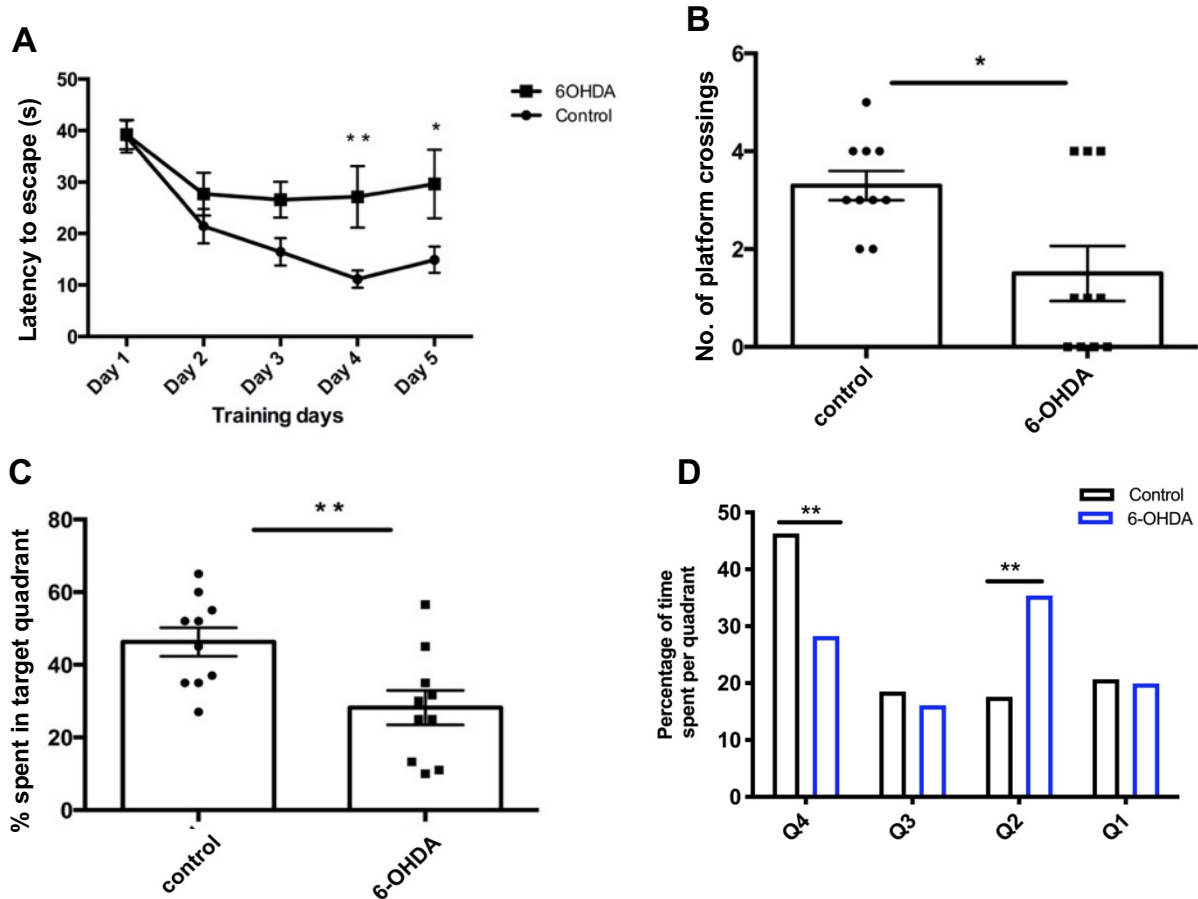 A
Latency to escape (s)
50
40
30
20
10
0
* *
*
6OHDA
Control
Day 1
Day 2
Day 3
Day 4
Day 5
Training days
B
No. of platform crossings
6
4
2
0
*
control
6-OHDA
C
% spent in target quadrant
80
60
40
20
0
* *
control
6-OHDA
D
Percentage of time
spent per quadrant
50
40
30
20
10
0
**
**
Control
6-OHDA
Q4
Q3
Q2
Q1